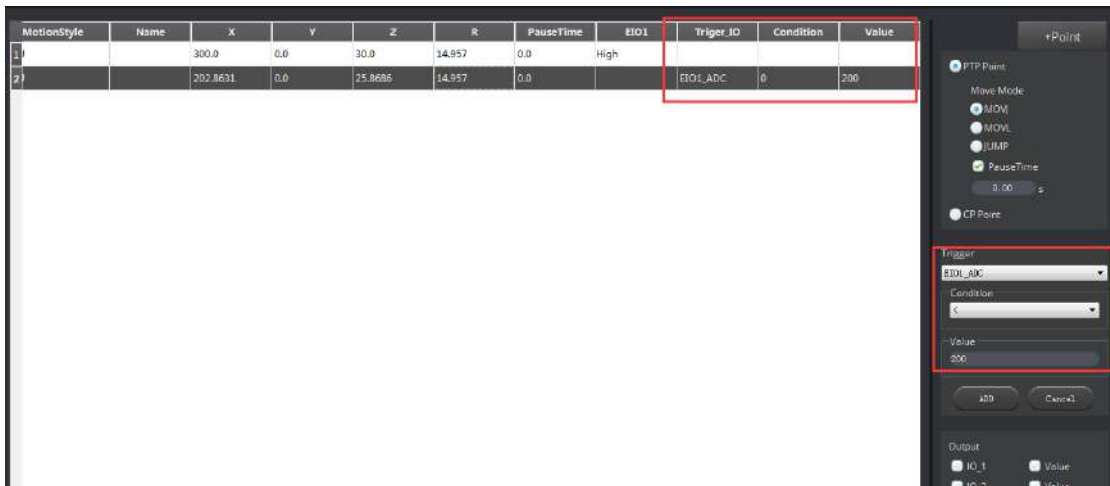 MotionStyle Name X Y Z R PauseTime EIO1 Triger_IO Condition Value
1 300.0 0.0 30.0 14.957 0.0 High
2 202.8631 0.0 25.8686 14.957 0.0 EIO1_ADC 0 200
+Point
PTP Point
Move Mode
MOVJ
MOVL
JUMP
PauseTime
0.00 s
CP Point
Trigger
EIO1_ADC
Condition
<
Value
200
ADD Cancel
Output
IO_1 Value